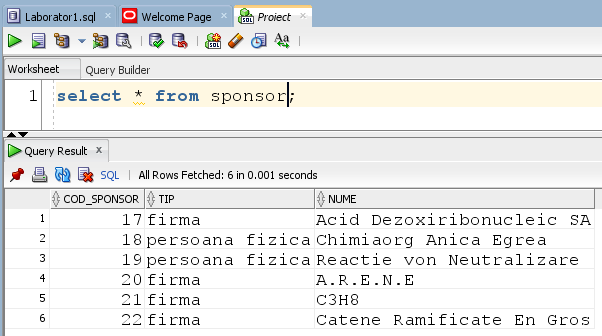 Laborator1.sql × Welcome Page × Proiect ×
Worksheet Query Builder
1 select * from sponsor;
Query Result ×
SQL | All Rows Fetched: 6 in 0.001 seconds
COD_SPONSOR TIP NUME
1 17 firma Acid Dezoxiribonucleic SA
2 18 persoana fizica Chimiaorg Anica Egrea
3 19 persoana fizica Reactie von Neutralizare
4 20 firma A.R.E.N.E
5 21 firma C3H8
6 22 firma Catene Ramificate En Gros